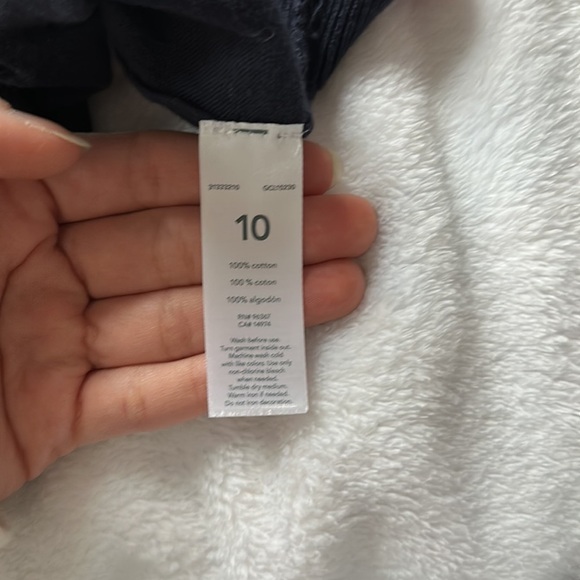 10
100% cotton
100 % coton
100% algodón
RN# 96367
CA# 14974
Wash before use.
Turn garment inside out.
Machine wash cold
with like colors. Use only
non-chlorine bleach
when needed.
Tumble dry medium.
Warm iron if needed.
Do not iron decoration.